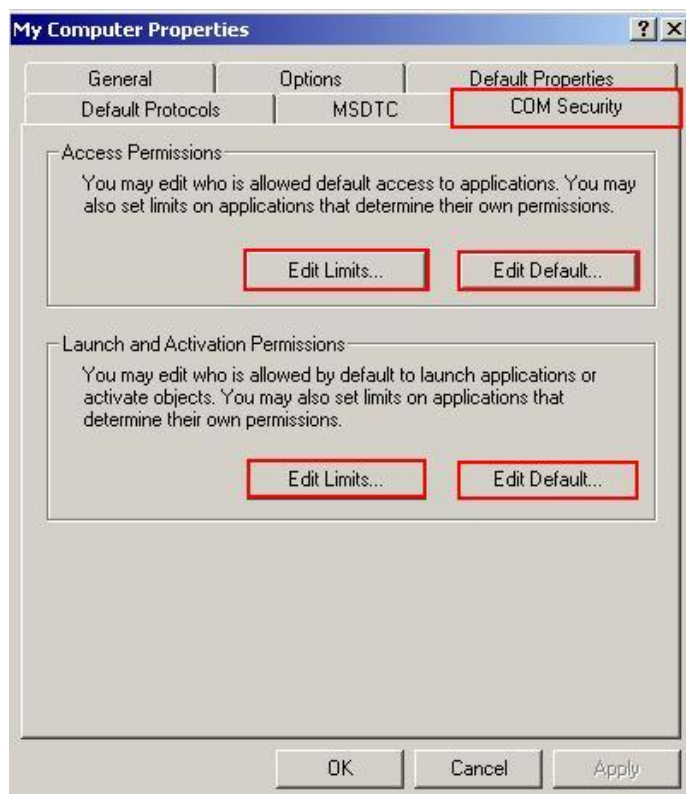 My Computer Properties
General
Options
Default Properties
Default Protocols
MSDTC
COM Security
Access Permissions
You may edit who is allowed default access to applications. You may
also set limits on applications that determine their own permissions.
Edit Limits...
Edit Default...
Launch and Activation Permissions
You may edit who is allowed by default to launch applications or
activate objects. You may also set limits on applications that
determine their own permissions.
Edit Limits...
Edit Default...
OK
Cancel
Apply